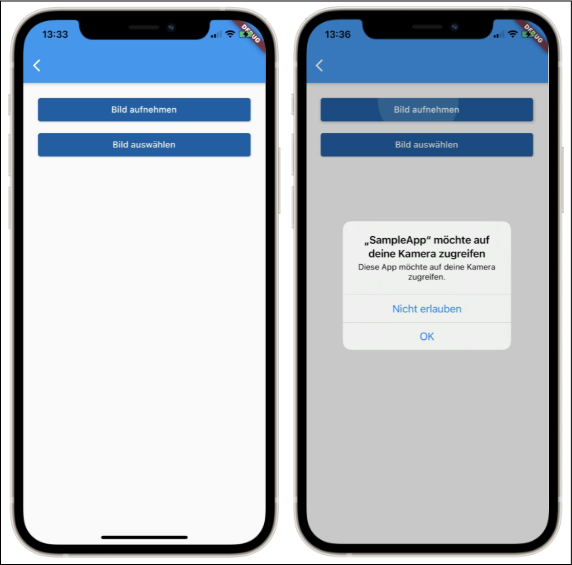 13:33
DEBUG
Bild aufnehmen
Bild auswählen
13:36
DEBUG
Bild aufnehmen
Bild auswählen
„SampleApp“ möchte auf
deine Kamera zugreifen
Diese App möchte auf deine Kamera
zugreifen.
Nicht erlauben
OK